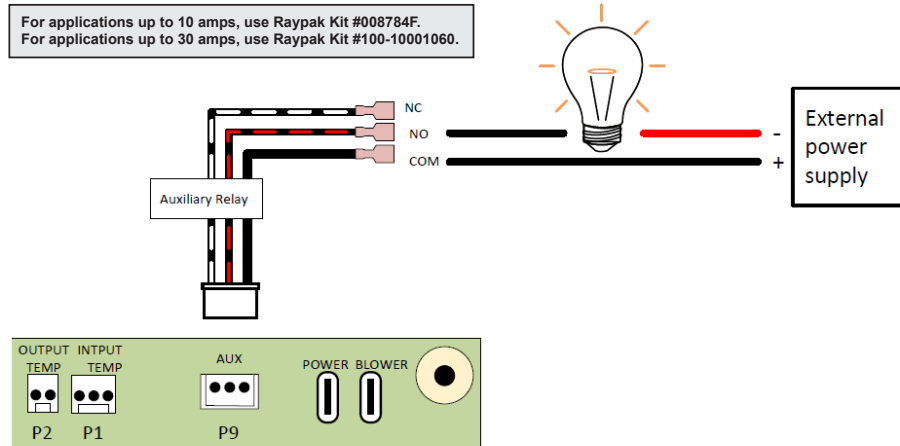 For applications up to 10 amps, use Raypak Kit #008784F.
For applications up to 30 amps, use Raypak Kit #100-10001060.
NC
NO
COM
-
+
External
power
supply
Auxiliary Relay
OUTPUT INTPUT
TEMP TEMP
AUX
POWER BLOWER
P2 P1 P9